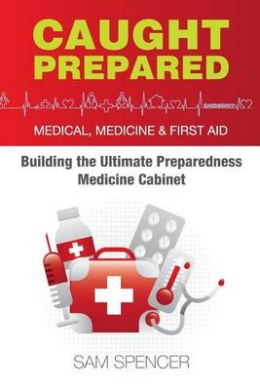 CAUGHT
PREPARED
MEDICAL, MEDICINE & FIRST AID
Building the Ultimate Preparedness
Medicine Cabinet
SAM SPENCER